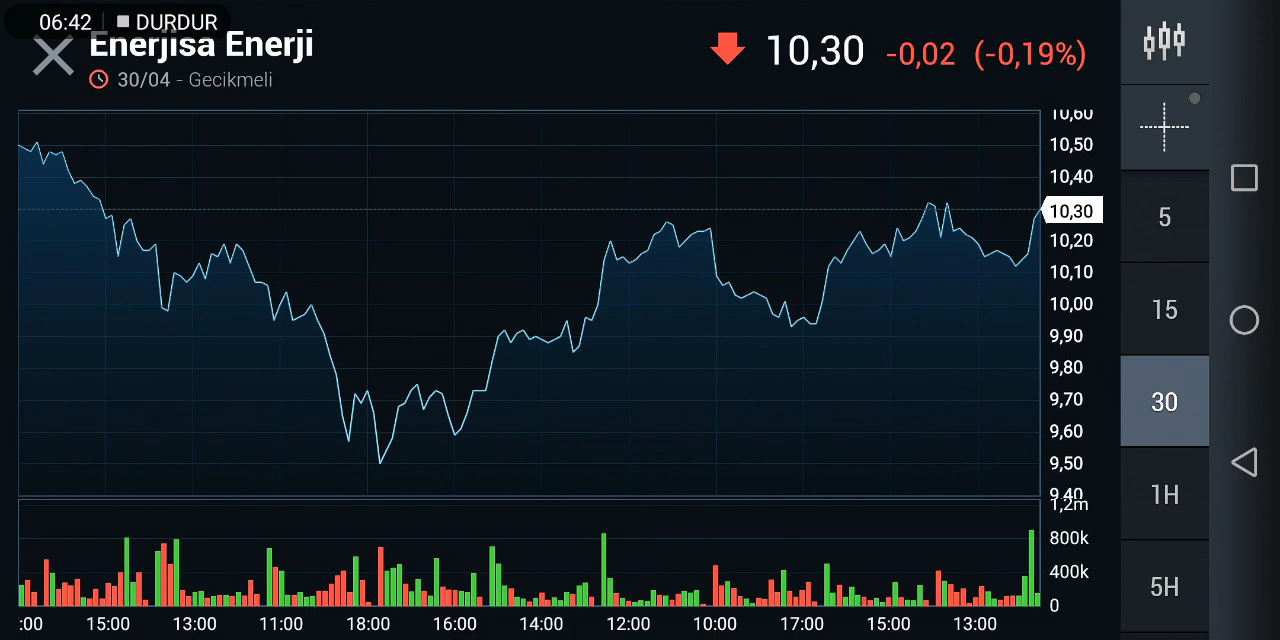 06:42 DURDUR
Enerjisa Enerji
30/04 - Gecikmeli
10,30 -0,02 (-0,19%)
10,60
10,50
10,40
10,30
10,20
10,10
10,00
9,90
9,80
9,70
9,60
9,50
9,40
1,2m
800k
400k
0
:00 15:00 13:00 11:00 18:00 16:00 14:00 12:00 10:00 17:00 15:00 13:00
5
15
30
1H
5H